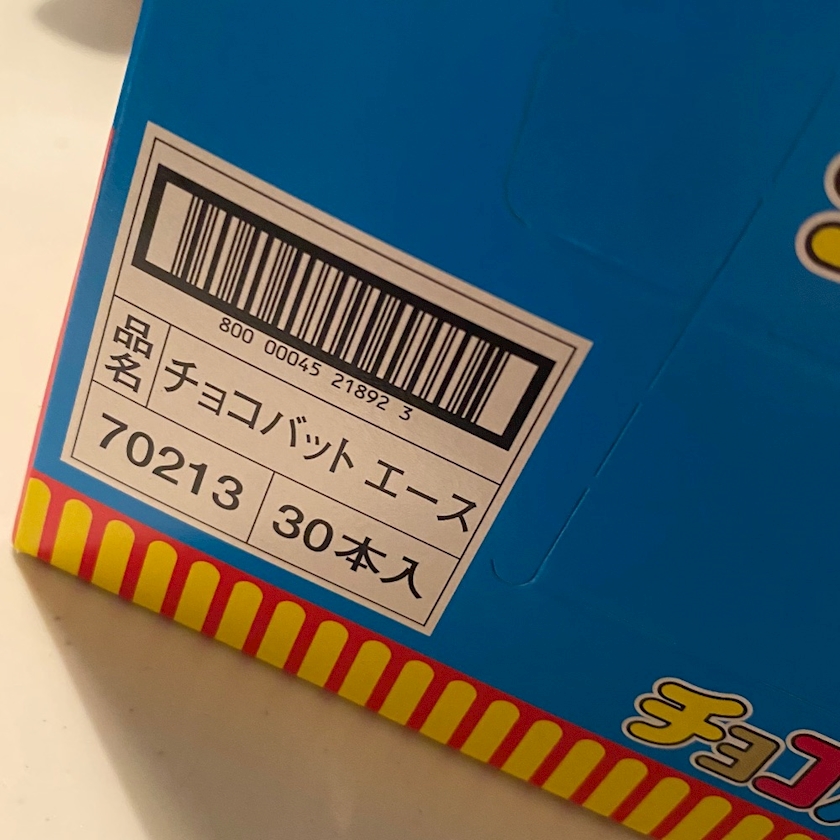 800 00045 21892 3
品名 チョコバット エース
70213 30本入
チョコ